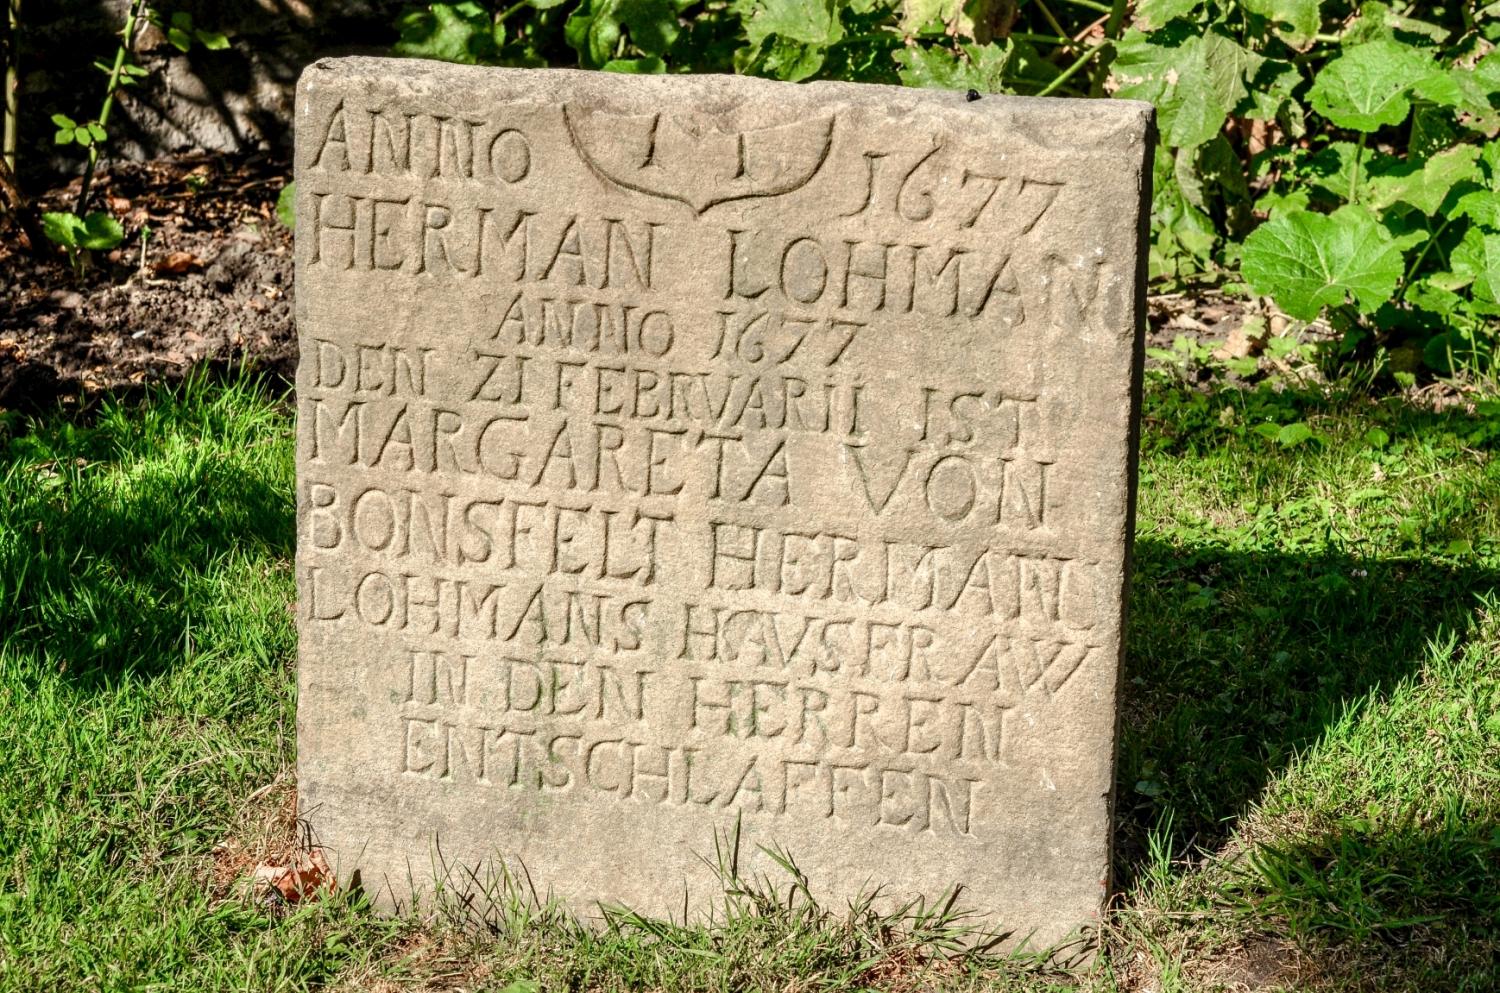 ANNO 1677
HERMAN LOHMAN
ANNO 1677
DEN ZI FEBRVARII IST
MARGARETA VON
BONSFELT HERMAN
LOHMANS HAVSFRAW
IN DEN HERREN
ENTSCHLAFFEN